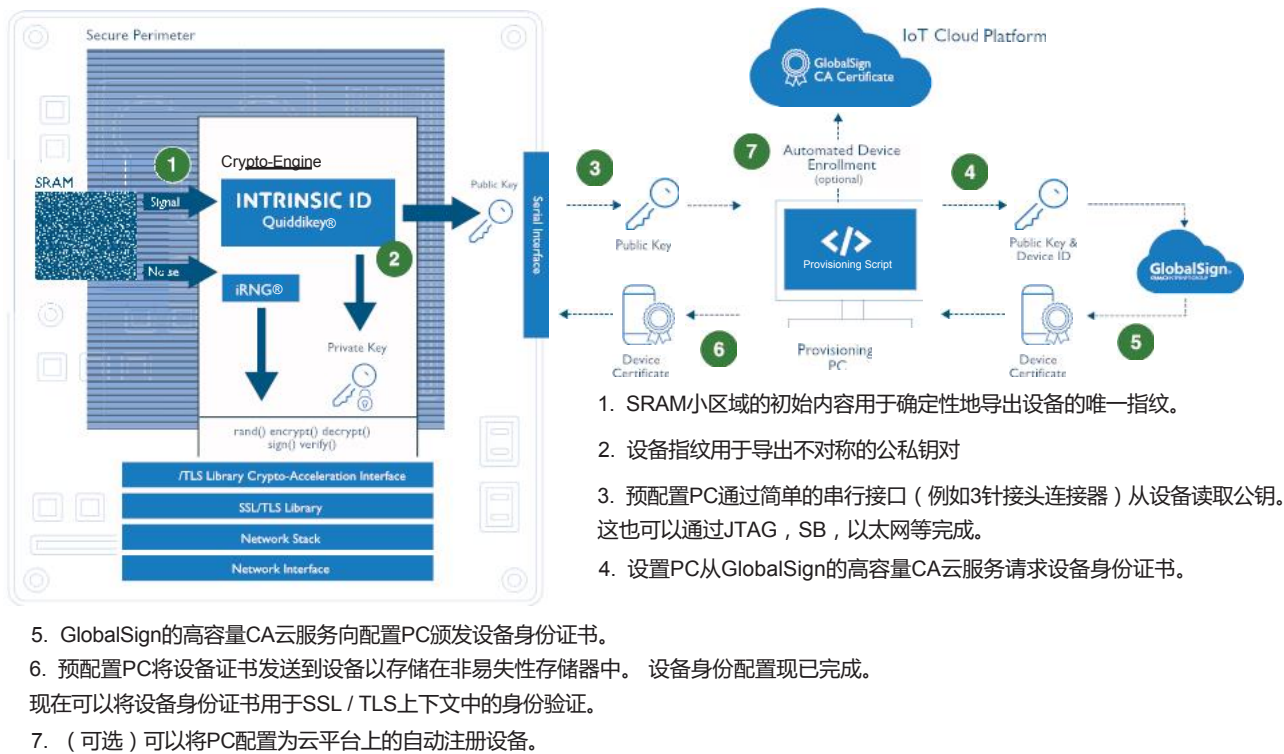 Secure Perimeter
IoT Cloud Platform
GlobalSign
CA Certificate
1
Crypto-Engine
SRAM
Signal
INTRINSIC ID
Quiddikey®
2
Noise
iRNG®
Private Key
rand() encrypt() decrypt()
sign() verify()
Public Key
Serial Interface
/TLS Library Crypto-Acceleration Interface
SSL/TLS Library
Network Stack
Network Interface
3
Public Key
7
Automated Device
Enrollment
(optional)
</>
Provisioning Script
Provisioning
PC
4
Public Key &
Device ID
GlobalSign.
5
Device
Certificate
6
Device
Certificate
1. SRAM小区域的初始内容用于确定性地导出设备的唯一指纹。
2. 设备指纹用于导出不对称的公私钥对
3. 预配置PC通过简单的串行接口（例如3针接头连接器）从设备读取公钥。
这也可以通过JTAG，SB，以太网等完成。
4. 设置PC从GlobalSign的高容量CA云服务请求设备身份证书。
5. GlobalSign的高容量CA云服务向配置PC颁发设备身份证书。
6. 预配置PC将设备证书发送到设备以存储在非易失性存储器中。 设备身份配置现已完成。
现在可以将设备身份证书用于SSL / TLS上下文中的身份验证。
7. （可选）可以将PC配置为云平台上的自动注册设备。